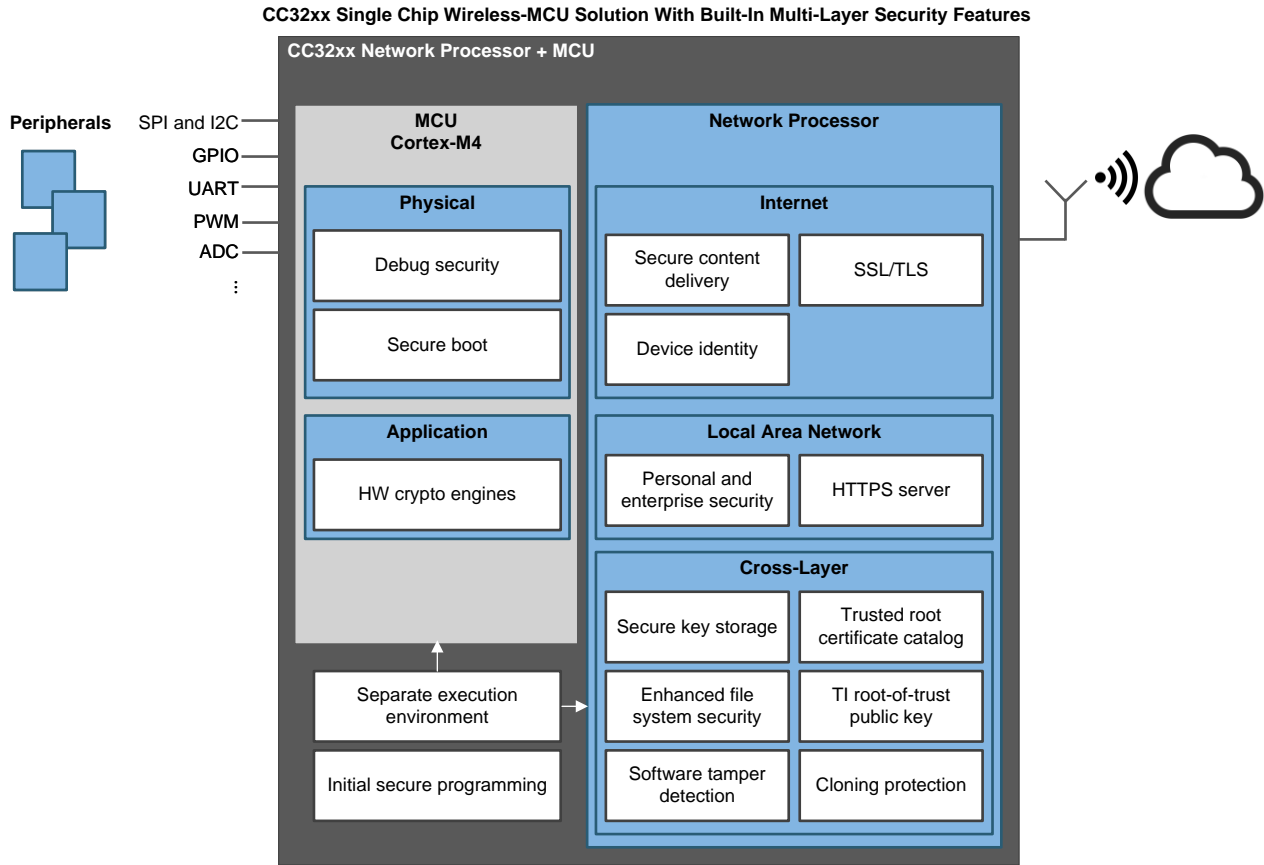 CC32xx Single Chip Wireless-MCU Solution With Built-In Multi-Layer Security Features
CC32xx Network Processor + MCU
Peripherals
SPI and I2C
GPIO
UART
PWM
ADC
...
MCU
Cortex-M4
Physical
Debug security
Secure boot
Application
HW crypto engines
Separate execution
environment
Initial secure programming
Network Processor
Internet
Secure content
delivery
SSL/TLS
Device identity
Local Area Network
Personal and
enterprise security
HTTPS server
Cross-Layer
Secure key storage
Trusted root
certificate catalog
Enhanced file
system security
TI root-of-trust
public key
Software tamper
detection
Cloning protection